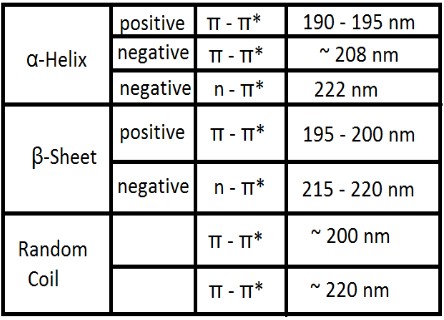 α-Helix
positive π - π* 190 - 195 nm
negative π - π* ~ 208 nm
negative n - π* 222 nm
β-Sheet
positive π - π* 195 - 200 nm
negative n - π* 215 - 220 nm
Random
Coil
π - π* ~ 200 nm
π - π* ~ 220 nm